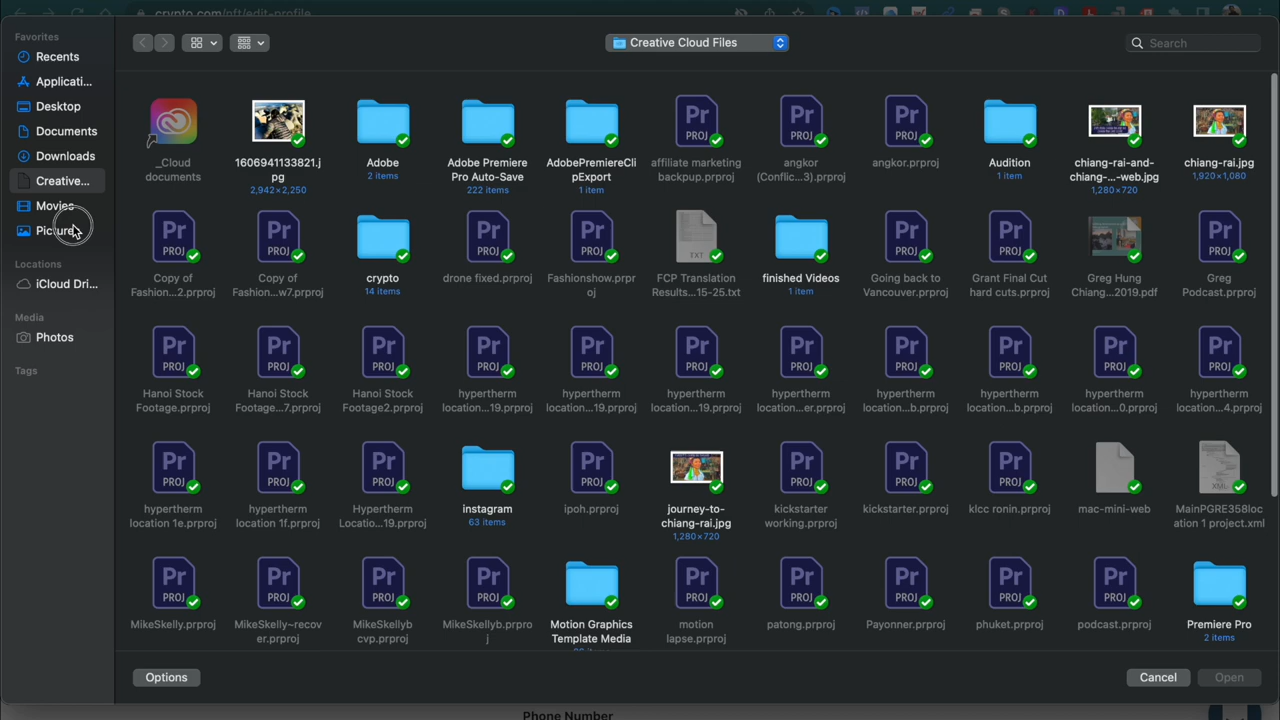 crypto.com/nft/edit-profile
Favorites
Recents
Applicati...
Desktop
Documents
Downloads
Creative...
Movies
Pictures
Locations
iCloud Dri...
Media
Photos
Tags
Creative Cloud Files
Search
_Cloud
documents
1606941133821.j
pg
2,942×2,250
Adobe
2 items
Adobe Premiere
Pro Auto-Save
222 items
AdobePremiereCli
pExport
1 item
affiliate marketing
backpup.prproj
angkor
(Conflic...3).prproj
angkor.prproj
Audition
1 item
chiang-rai-and-
chiang-...-web.jpg
1,280×720
chiang-rai.jpg
1,920×1,080
Copy of
Fashion...2.prproj
Copy of
Fashion...w7.prproj
crypto
14 items
drone fixed.prproj
Fashionshow.prpr
oj
FCP Translation
Results...15-25.txt
finished Videos
1 item
Going back to
Vancouver.prproj
Grant Final Cut
hard cuts.prproj
Greg Hung
Chiang...2019.pdf
Greg
Podcast.prproj
Hanoi Stock
Footage.prproj
Hanoi Stock
Footage...7.prproj
Hanoi Stock
Footage2.prproj
hypertherm
location...19.prproj
hypertherm
location...19.prproj
hypertherm
location...19.prproj
hypertherm
location...er.prproj
hypertherm
location...b.prproj
hypertherm
location...b.prproj
hypertherm
location...0.prproj
hypertherm
location...4.prproj
hypertherm
location 1e.prproj
hypertherm
location 1f.prproj
Hypertherm
Locatio...19.prproj
instagram
63 items
ipoh.prproj
journey-to-
chiang-rai.jpg
1,280×720
kickstarter
working.prproj
kickstarter.prproj
klcc ronin.prproj
mac-mini-web
MainPGRE358loc
ation 1 project.xml
MikeSkelly.prproj
MikeSkelly~recov
er.prproj
MikeSkellyb
cvp.prproj
MikeSkellyb.prpro
j
Motion Graphics
Template Media
motion
lapse.prproj
patong.prproj
Payonner.prproj
phuket.prproj
podcast.prproj
Premiere Pro
2 items
Options
Cancel
Open
Phone Number